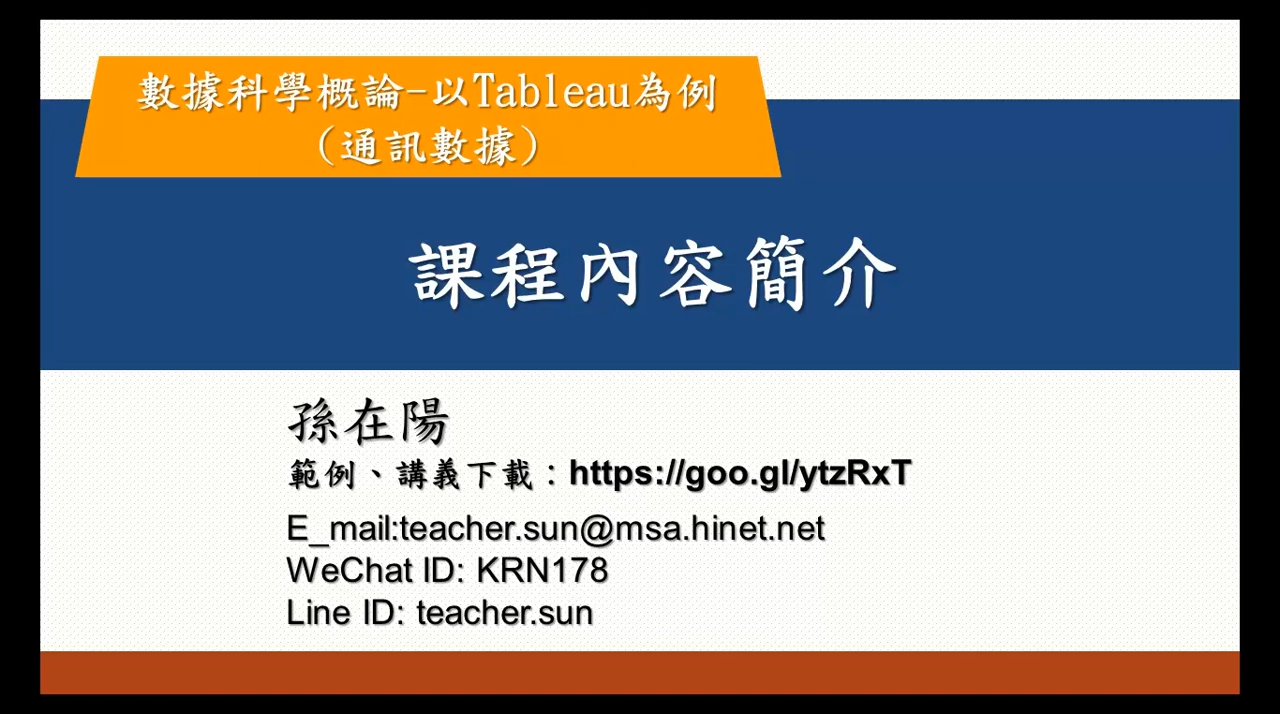 數據科學概論-以Tableau為例
(通訊數據)
課程內容簡介
孫在陽
範例、講義下載：https://goo.gl/ytzRxT
E_mail:teacher.sun@msa.hinet.net
WeChat ID: KRN178
Line ID: teacher.sun